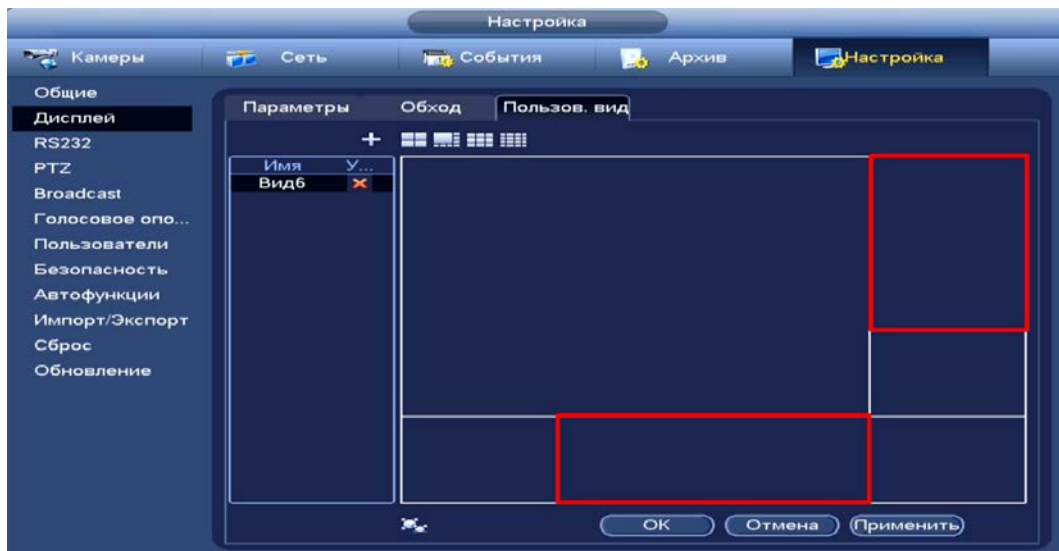 Настройка
Камеры Сеть События Архив Настройка
Общие
Дисплей
RS232
PTZ
Broadcast
Голосовое опо...
Пользователи
Безопасность
Автофункции
Импорт/Экспорт
Сброс
Обновление
Параметры Обход Пользов. вид
Имя У...
Вид6
OK Отмена Применить